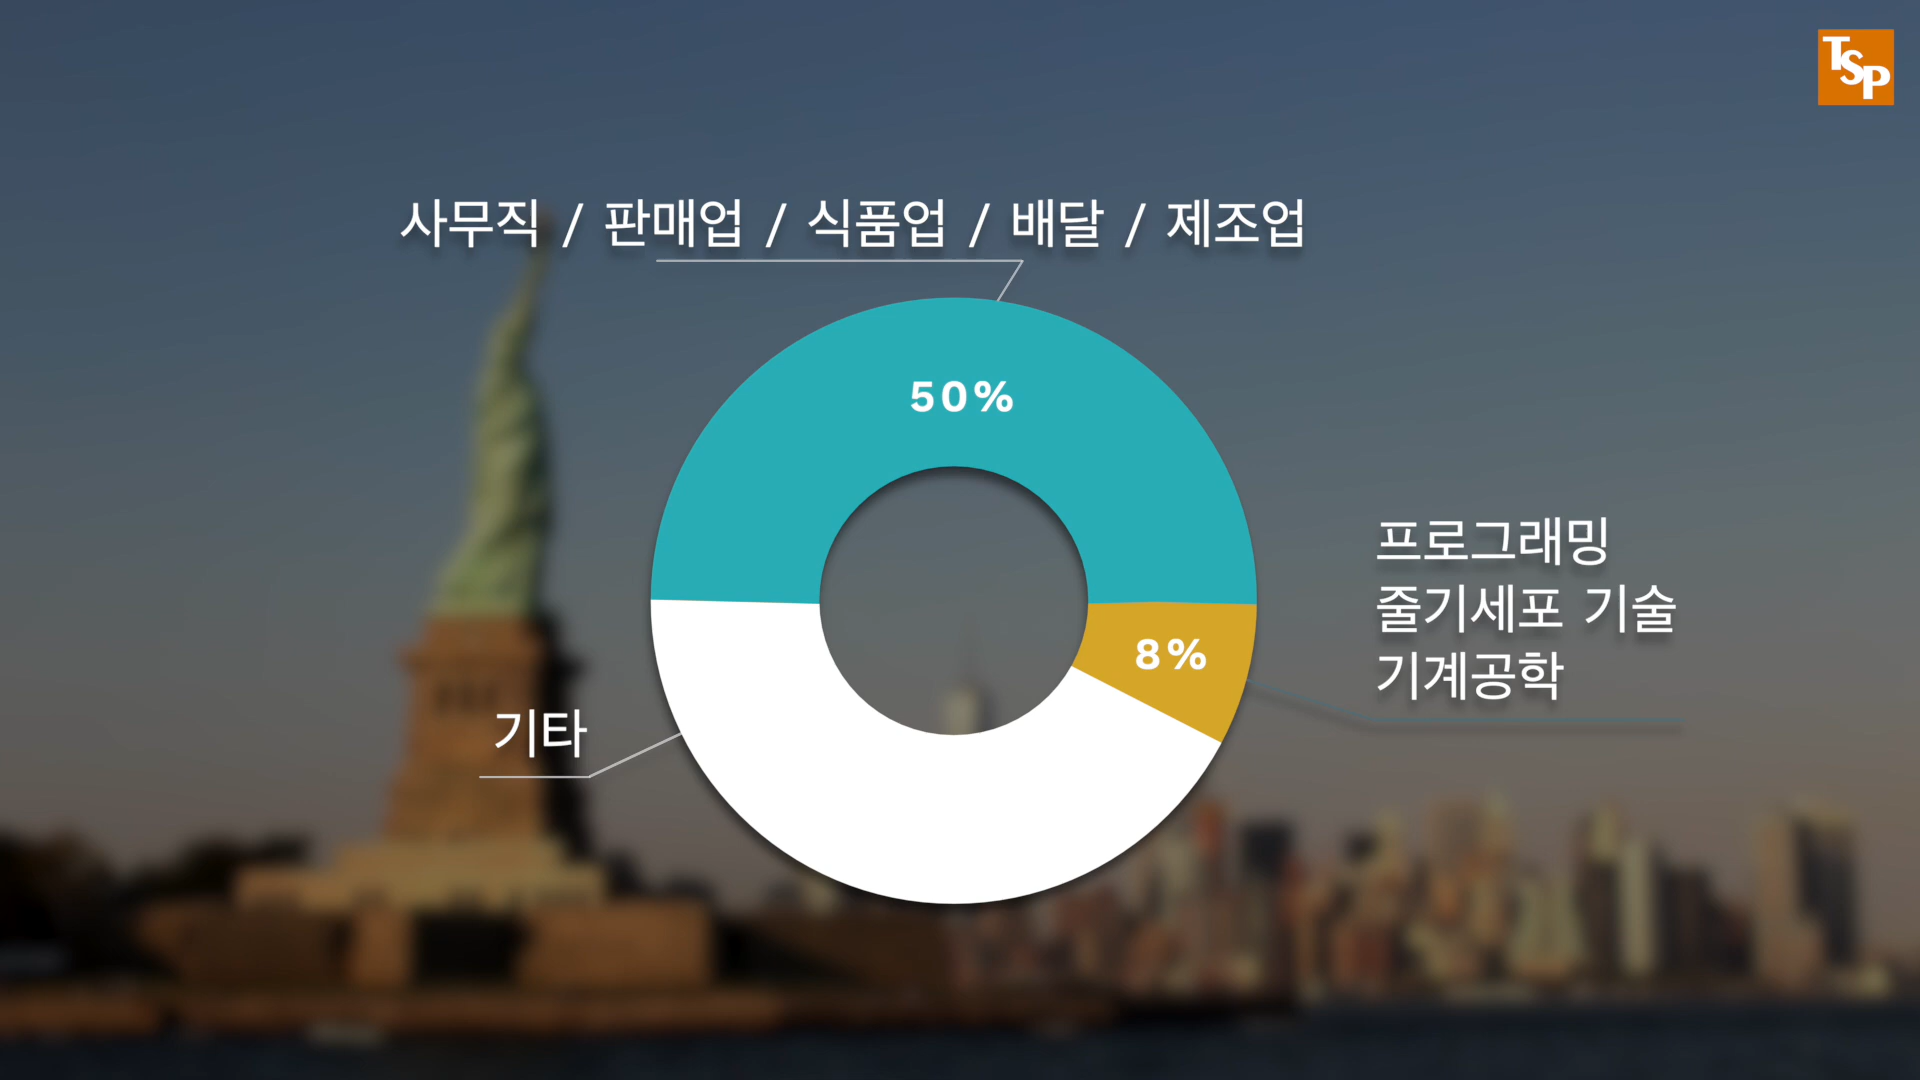 TSP
사무직 / 판매업 / 식품업 / 배달 / 제조업
50%
프로그래밍
줄기세포 기술
기계공학
8%
기타